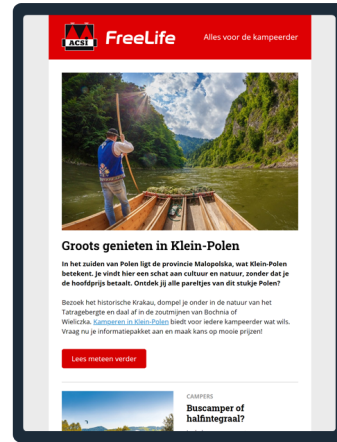 ACSI FreeLife Alles voor de kampeerder
Groots genieten in Klein-Polen
In het zuiden van Polen ligt de provincie Malopolska, wat Klein-Polen
betekent. Je vindt hier een schat aan cultuur en natuur, zonder dat je
de hoofdprijs betaalt. Ontdek jij alle pareltjes van dit stukje Polen?
Bezoek het historische Krakau, dompel je onder in de natuur van het
Tatragebergte en daal af in de zoutmijnen van Bochnia of
Wieliczka. Kamperen in Klein-Polen biedt voor iedere kampeerder wat wils.
Vraag nu je informatiepakket aan en maak kans op mooie prijzen!
Lees meteen verder
CAMPERS
Buscamper of
halfintegraal?